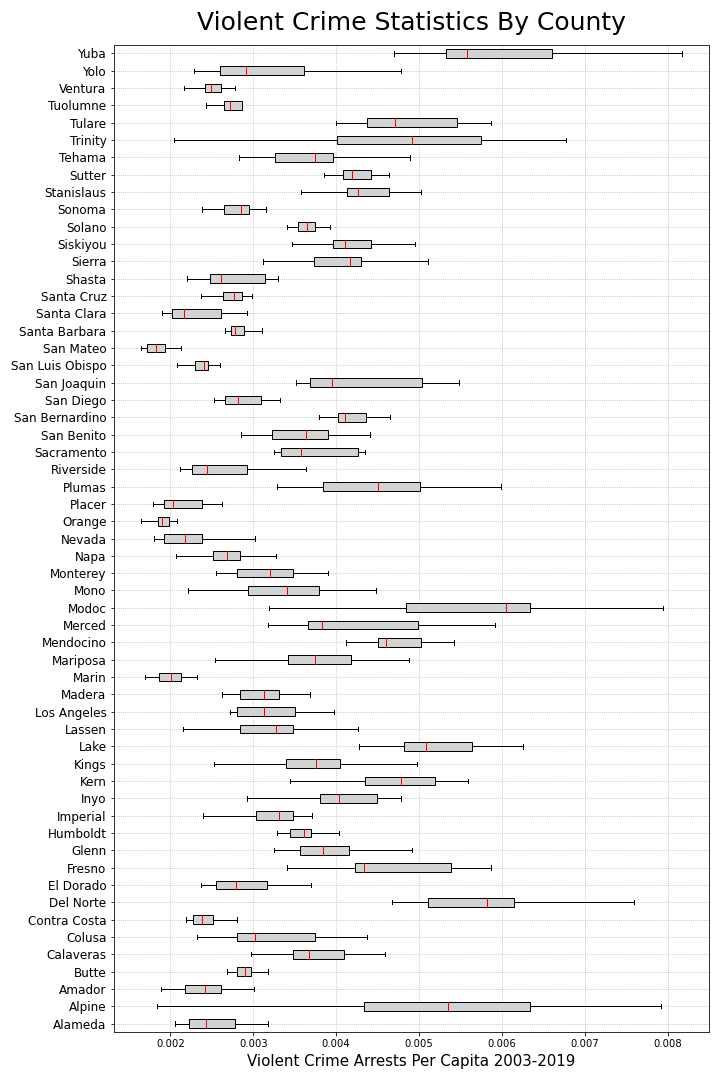 Violent Crime Statistics By County
Yuba
Yolo
Ventura
Tuolumne
Tulare
Trinity
Tehama
Sutter
Stanislaus
Sonoma
Solano
Siskiyou
Sierra
Shasta
Santa Cruz
Santa Clara
Santa Barbara
San Mateo
San Luis Obispo
San Joaquin
San Diego
San Bernardino
San Benito
Sacramento
Riverside
Plumas
Placer
Orange
Nevada
Napa
Monterey
Mono
Modoc
Merced
Mendocino
Mariposa
Marin
Madera
Los Angeles
Lassen
Lake
Kings
Kern
Inyo
Imperial
Humboldt
Glenn
Fresno
El Dorado
Del Norte
Contra Costa
Colusa
Calaveras
Butte
Amador
Alpine
Alameda
0.002 0.003 0.004 0.005 0.006 0.007 0.008
Violent Crime Arrests Per Capita 2003-2019